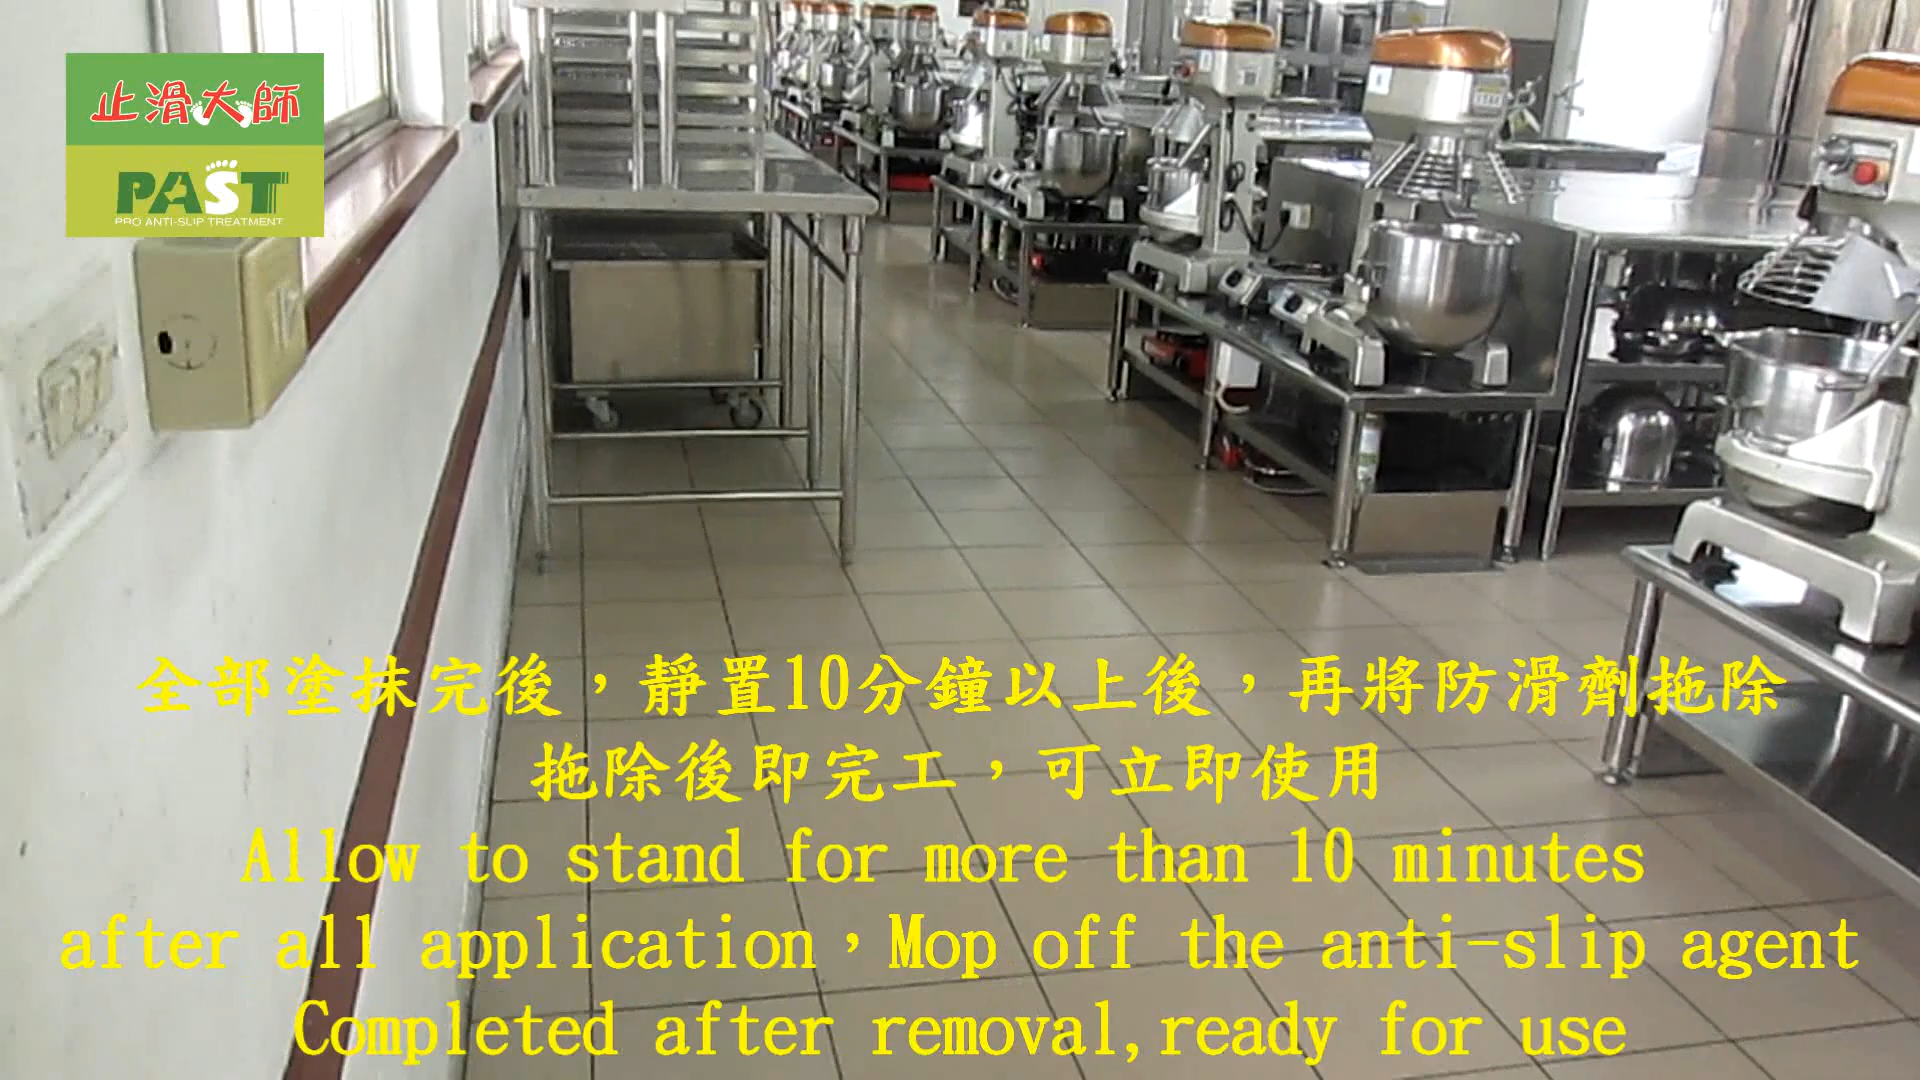 止滑大師
PAST
PRO ANTI-SLIP TREATMENT
全部塗抹完後，靜置10分鐘以上後，再將防滑劑拖除
拖除後即完工，可立即使用
Allow to stand for more than 10 minutes
after all application，Mop off the anti-slip agent
Completed after removal,ready for use